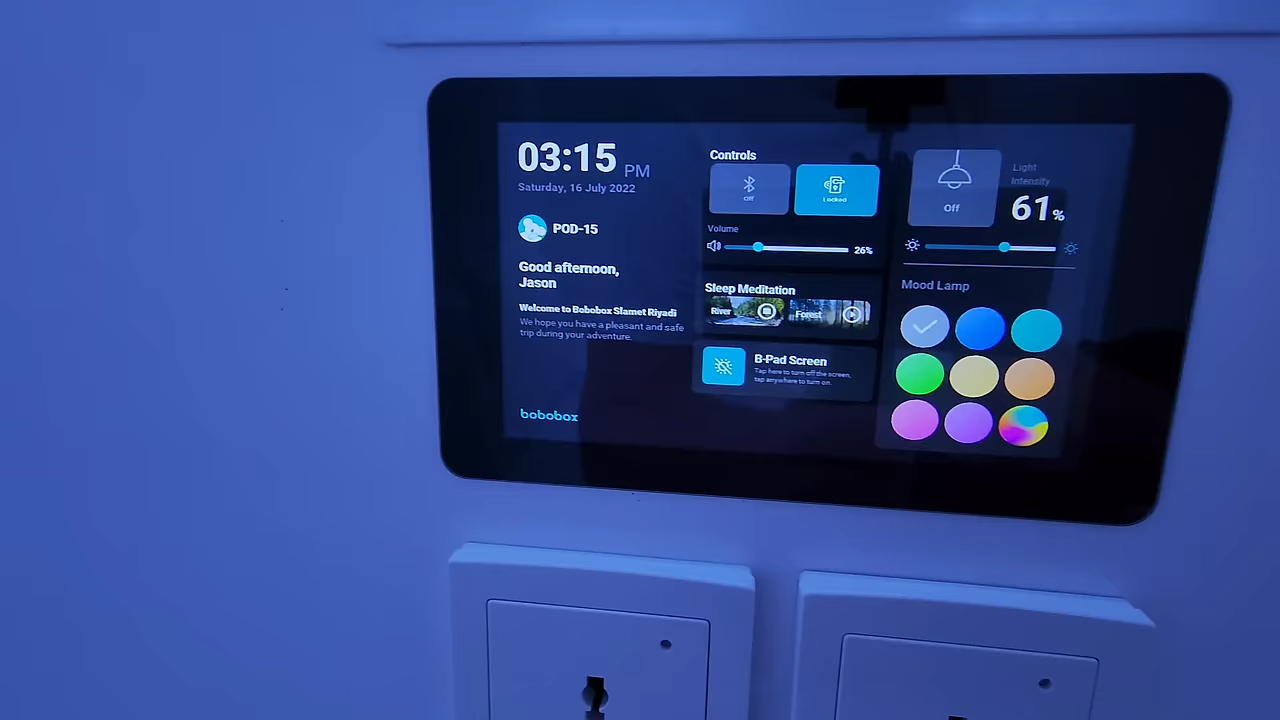 03:15 PM
Saturday, 16 July 2022
POD-15
Good afternoon,
Jason
Welcome to Bobobox Slamet Riyadi
We hope you have a pleasant and safe
trip during your adventure.
bobobox
Controls
Off
Locked
Volume
26%
Sleep Meditation
River
Forest
B-Pad Screen
Tap here to turn off the screen,
tap anywhere to turn on.
Off
Light
Intensity
61%
Mood Lamp